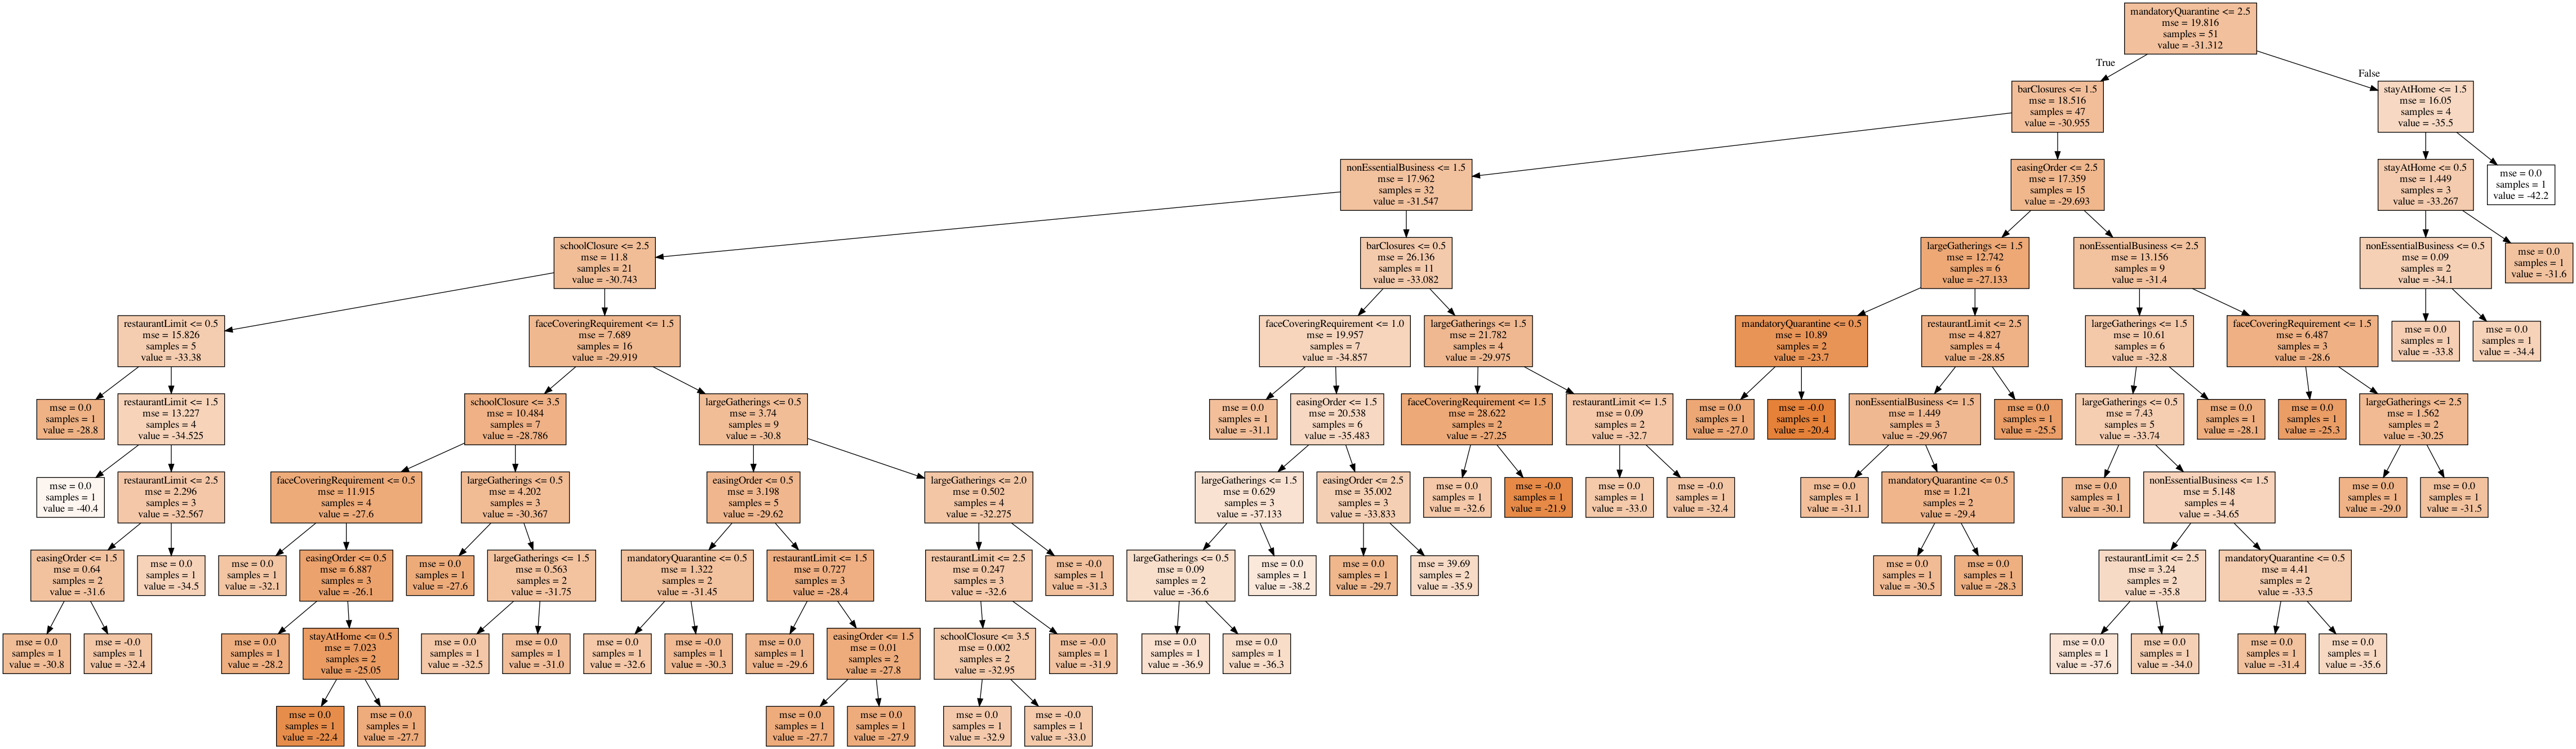 mandatoryQuarantine <= 2.5
mse = 19.816
samples = 51
value = -31.312
True
False
barClosures <= 1.5
mse = 18.516
samples = 47
value = -30.955
stayAtHome <= 1.5
mse = 16.05
samples = 4
value = -35.5
nonEssentialBusiness <= 1.5
mse = 17.962
samples = 32
value = -31.547
easingOrder <= 2.5
mse = 17.359
samples = 15
value = -29.693
stayAtHome <= 0.5
mse = 1.449
samples = 3
value = -33.267
mse = 0.0
samples = 1
value = -42.2
schoolClosure <= 2.5
mse = 11.8
samples = 21
value = -30.743
barClosures <= 0.5
mse = 26.136
samples = 11
value = -33.082
largeGatherings <= 1.5
mse = 12.742
samples = 6
value = -27.133
nonEssentialBusiness <= 2.5
mse = 13.156
samples = 9
value = -31.4
nonEssentialBusiness <= 0.5
mse = 0.09
samples = 2
value = -34.1
mse = 0.0
samples = 1
value = -31.6
restaurantLimit <= 0.5
mse = 15.826
samples = 5
value = -33.38
faceCoveringRequirement <= 1.5
mse = 7.689
samples = 16
value = -29.919
faceCoveringRequirement <= 1.0
mse = 19.957
samples = 7
value = -34.857
largeGatherings <= 1.5
mse = 21.782
samples = 4
value = -29.975
mandatoryQuarantine <= 0.5
mse = 10.89
samples = 2
value = -23.7
restaurantLimit <= 2.5
mse = 4.827
samples = 4
value = -28.85
largeGatherings <= 1.5
mse = 10.61
samples = 6
value = -32.8
faceCoveringRequirement <= 1.5
mse = 6.487
samples = 3
value = -28.6
mse = 0.0
samples = 1
value = -33.8
mse = 0.0
samples = 1
value = -34.4
mse = 0.0
samples = 1
value = -28.8
restaurantLimit <= 1.5
mse = 13.227
samples = 4
value = -34.525
schoolClosure <= 3.5
mse = 10.484
samples = 7
value = -28.786
largeGatherings <= 0.5
mse = 3.74
samples = 9
value = -30.8
mse = 0.0
samples = 1
value = -31.1
easingOrder <= 1.5
mse = 20.538
samples = 6
value = -35.483
faceCoveringRequirement <= 1.5
mse = 28.622
samples = 2
value = -27.25
restaurantLimit <= 1.5
mse = 0.09
samples = 2
value = -32.7
mse = 0.0
samples = 1
value = -27.0
mse = -0.0
samples = 1
value = -20.4
nonEssentialBusiness <= 1.5
mse = 1.449
samples = 3
value = -29.967
mse = 0.0
samples = 1
value = -25.5
largeGatherings <= 0.5
mse = 7.43
samples = 5
value = -33.74
mse = 0.0
samples = 1
value = -28.1
mse = 0.0
samples = 1
value = -25.3
largeGatherings <= 2.5
mse = 1.562
samples = 2
value = -30.25
mse = 0.0
samples = 1
value = -40.4
restaurantLimit <= 2.5
mse = 2.296
samples = 3
value = -32.567
faceCoveringRequirement <= 0.5
mse = 11.915
samples = 4
value = -27.6
largeGatherings <= 0.5
mse = 4.202
samples = 3
value = -30.367
easingOrder <= 0.5
mse = 3.198
samples = 5
value = -29.62
largeGatherings <= 2.0
mse = 0.502
samples = 4
value = -32.275
largeGatherings <= 1.5
mse = 0.629
samples = 3
value = -37.133
easingOrder <= 2.5
mse = 35.002
samples = 3
value = -33.833
mse = 0.0
samples = 1
value = -32.6
mse = -0.0
samples = 1
value = -21.9
mse = 0.0
samples = 1
value = -33.0
mse = -0.0
samples = 1
value = -32.4
mse = 0.0
samples = 1
value = -31.1
mandatoryQuarantine <= 0.5
mse = 1.21
samples = 2
value = -29.4
mse = 0.0
samples = 1
value = -30.1
nonEssentialBusiness <= 1.5
mse = 5.148
samples = 4
value = -34.65
mse = 0.0
samples = 1
value = -29.0
mse = 0.0
samples = 1
value = -31.5
easingOrder <= 1.5
mse = 0.64
samples = 2
value = -31.6
mse = 0.0
samples = 1
value = -34.5
mse = 0.0
samples = 1
value = -32.1
easingOrder <= 0.5
mse = 6.887
samples = 3
value = -26.1
mse = 0.0
samples = 1
value = -27.6
largeGatherings <= 1.5
mse = 0.563
samples = 2
value = -31.75
mandatoryQuarantine <= 0.5
mse = 1.322
samples = 2
value = -31.45
restaurantLimit <= 1.5
mse = 0.727
samples = 3
value = -28.4
restaurantLimit <= 2.5
mse = 0.247
samples = 3
value = -32.6
mse = -0.0
samples = 1
value = -31.3
largeGatherings <= 0.5
mse = 0.09
samples = 2
value = -36.6
mse = 0.0
samples = 1
value = -38.2
mse = 0.0
samples = 1
value = -29.7
mse = 39.69
samples = 2
value = -35.9
mse = 0.0
samples = 1
value = -30.5
mse = 0.0
samples = 1
value = -28.3
restaurantLimit <= 2.5
mse = 3.24
samples = 2
value = -35.8
mandatoryQuarantine <= 0.5
mse = 4.41
samples = 2
value = -33.5
mse = 0.0
samples = 1
value = -30.8
mse = -0.0
samples = 1
value = -32.4
mse = 0.0
samples = 1
value = -28.2
stayAtHome <= 0.5
mse = 7.023
samples = 2
value = -25.05
mse = 0.0
samples = 1
value = -32.5
mse = 0.0
samples = 1
value = -31.0
mse = 0.0
samples = 1
value = -32.6
mse = -0.0
samples = 1
value = -30.3
mse = 0.0
samples = 1
value = -29.6
easingOrder <= 1.5
mse = 0.01
samples = 2
value = -27.8
schoolClosure <= 3.5
mse = 0.002
samples = 2
value = -32.95
mse = -0.0
samples = 1
value = -31.9
mse = 0.0
samples = 1
value = -36.9
mse = 0.0
samples = 1
value = -36.3
mse = 0.0
samples = 1
value = -37.6
mse = 0.0
samples = 1
value = -34.0
mse = 0.0
samples = 1
value = -31.4
mse = 0.0
samples = 1
value = -35.6
mse = 0.0
samples = 1
value = -22.4
mse = 0.0
samples = 1
value = -27.7
mse = 0.0
samples = 1
value = -27.7
mse = 0.0
samples = 1
value = -27.9
mse = 0.0
samples = 1
value = -32.9
mse = -0.0
samples = 1
value = -33.0